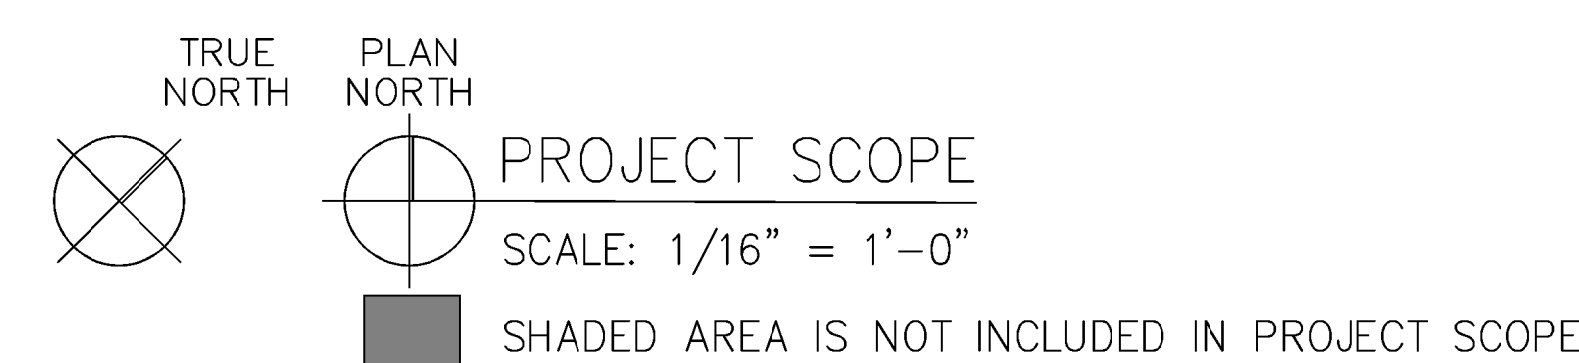 TRUE
NORTH
PLAN
NORTH
PROJECT SCOPE
SCALE: 1/16" = 1'-0"
SHADED AREA IS NOT INCLUDED IN PROJECT SCOPE